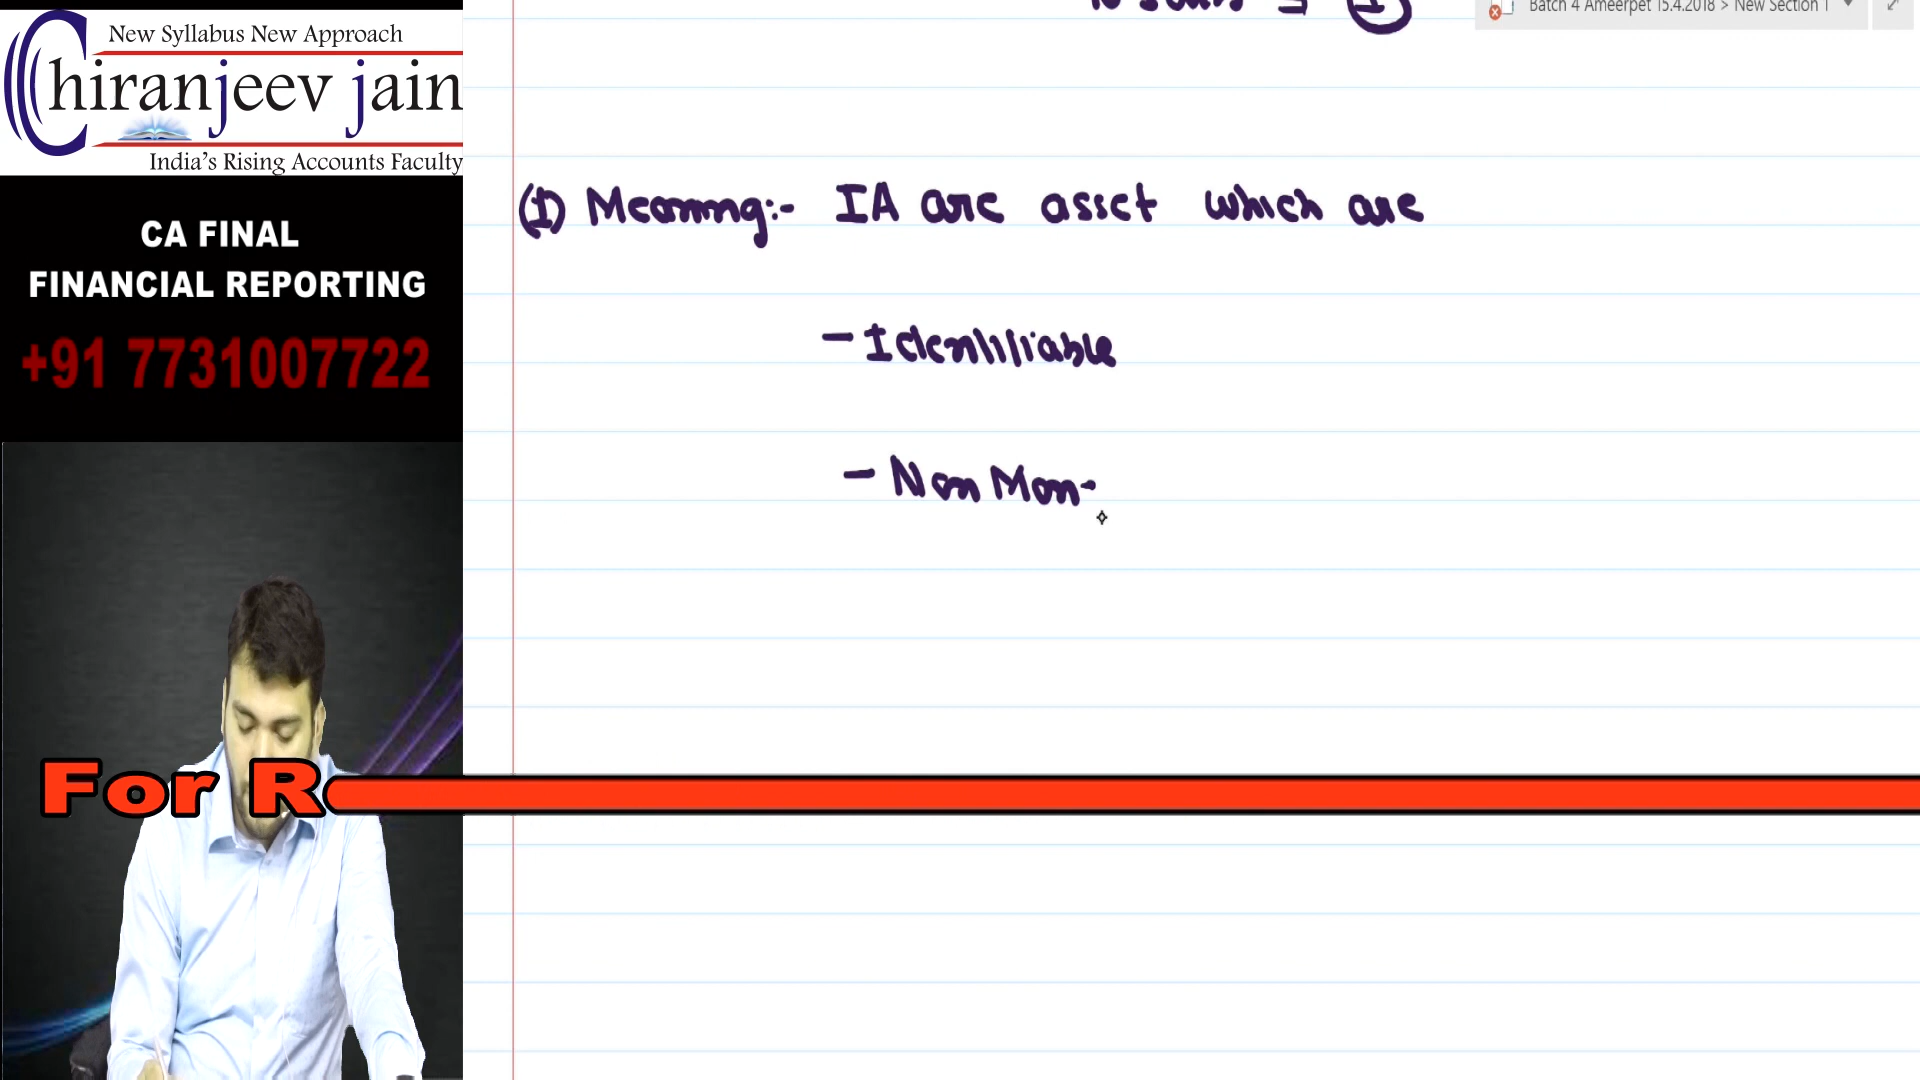 New Syllabus New Approach
Chiranjeev jain
India's Rising Accounts Faculty
CA FINAL
FINANCIAL REPORTING
+91 7731007722
For R
Batch 4 Ameerpet 15.4.2018 > New Section 1
(1) Meaning:- IA are asset which are
- Identifiable
- Non Mon-